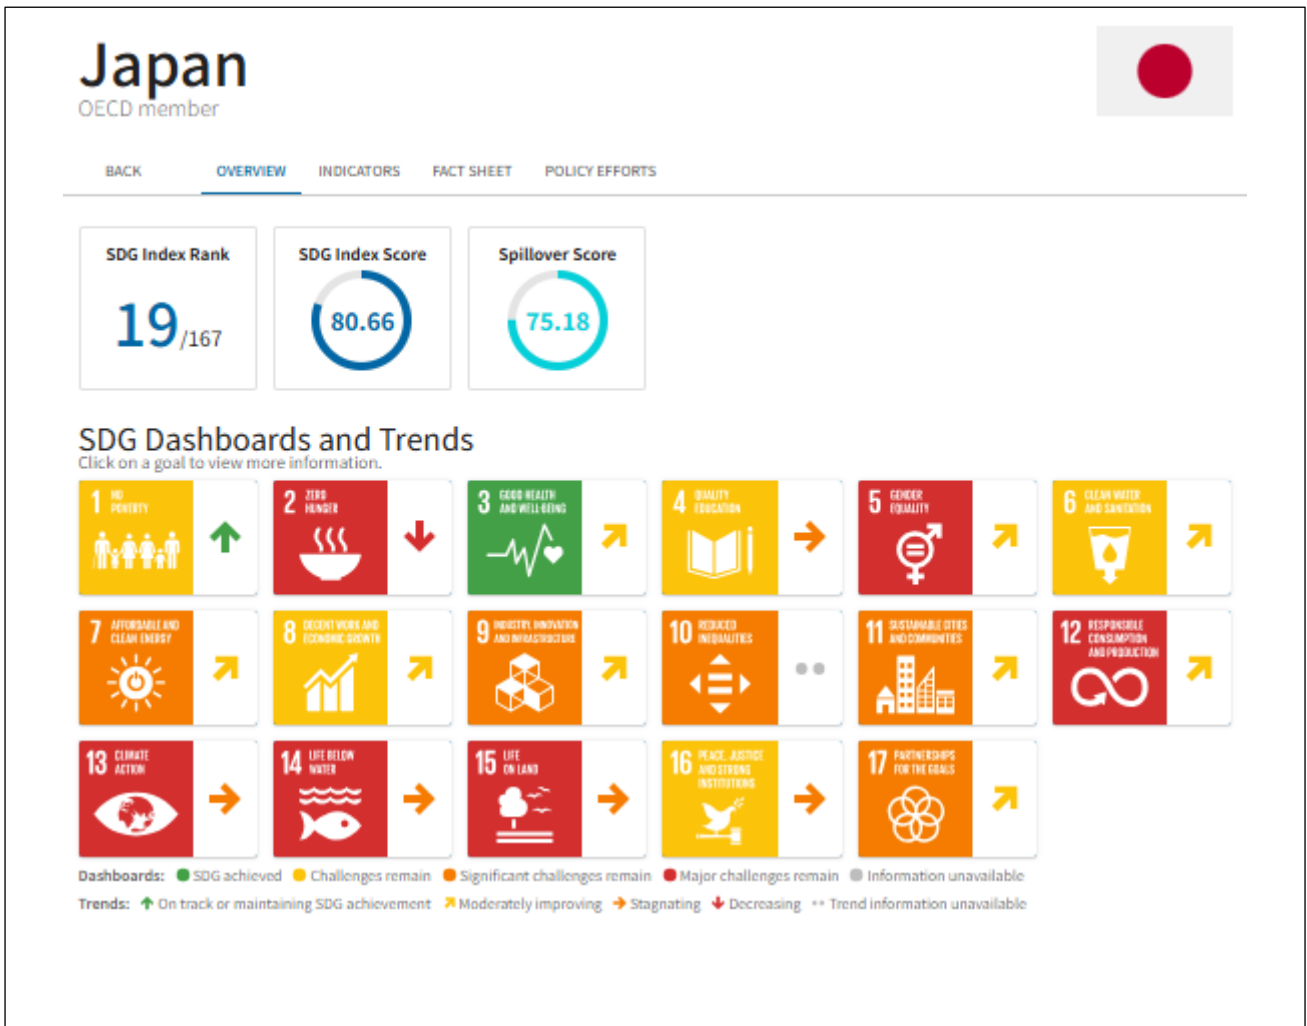 Japan
OECD member
BACK OVERVIEW INDICATORS FACT SHEET POLICY EFFORTS
SDG Index Rank
19/167
SDG Index Score
80.66
Spillover Score
75.18
SDG Dashboards and Trends
Click on a goal to view more information.
1 NO
POVERTY
2 ZERO
HUNGER
3 GOOD HEALTH
AND WELL-BEING
4 QUALITY
EDUCATION
5 GENDER
EQUALITY
6 CLEAN WATER
AND SANITATION
7 AFFORDABLE AND
CLEAN ENERGY
8 DECENT WORK AND
ECONOMIC GROWTH
9 INDUSTRY, INNOVATION
AND INFRASTRUCTURE
10 REDUCED
INEQUALITIES
11 SUSTAINABLE CITIES
AND COMMUNITIES
12 RESPONSIBLE
CONSUMPTION
AND PRODUCTION
13 CLIMATE
ACTION
14 LIFE BELOW
WATER
15 LIFE
ON LAND
16 PEACE, JUSTICE
AND STRONG
INSTITUTIONS
17 PARTNERSHIPS
FOR THE GOALS
Dashboards: SDG achieved Challenges remain Significant challenges remain Major challenges remain Information unavailable
Trends: On track or maintaining SDG achievement Moderately improving Stagnating Decreasing Trend information unavailable